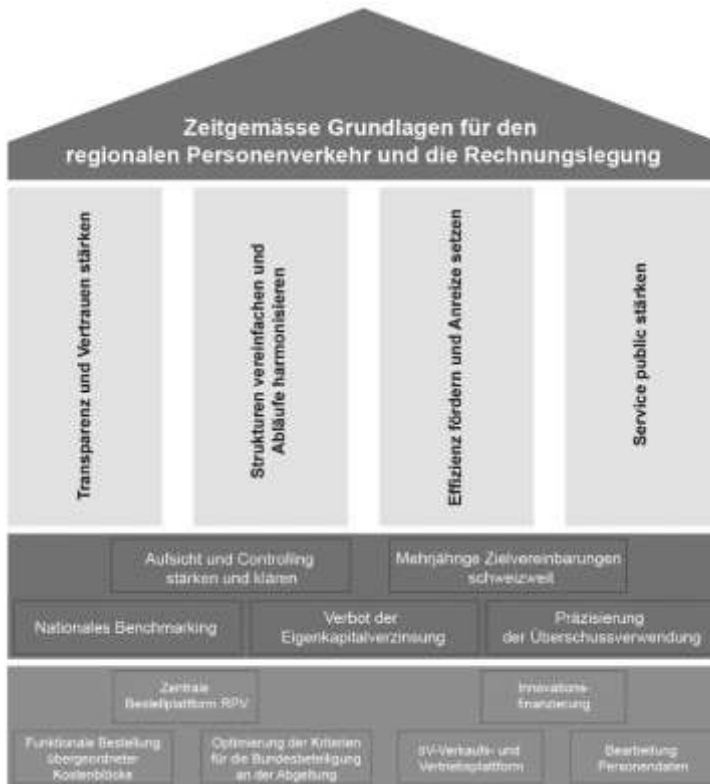 Zeitgemässe Grundlagen für den
regionalen Personenverkehr und die Rechnungslegung
Transparenz und Vertrauen stärken
Strukturen vereinfachen und
Abläufe harmonisieren
Effizienz fördern und Anreize setzen
Service public stärken
Aufsicht und Controlling
stärken und klären
Mehrjährige Zielvereinbarungen
schweizweit
Nationales Benchmarking
Verbot der
Eigenkapitalverzinsung
Präzisierung
der Überschussverwendung
Zentrale
Bestellplattform RPV
Innovations-
finanzierung
Funktionale Bestellung
übergeordneter
Kostenblöcke
Optimierung der Kriterien
für die Bundesbeteiligung
an der Abgeltung
öV-Verkaufs- und
Vertriebsplattform
Bearbeitung
Personendaten